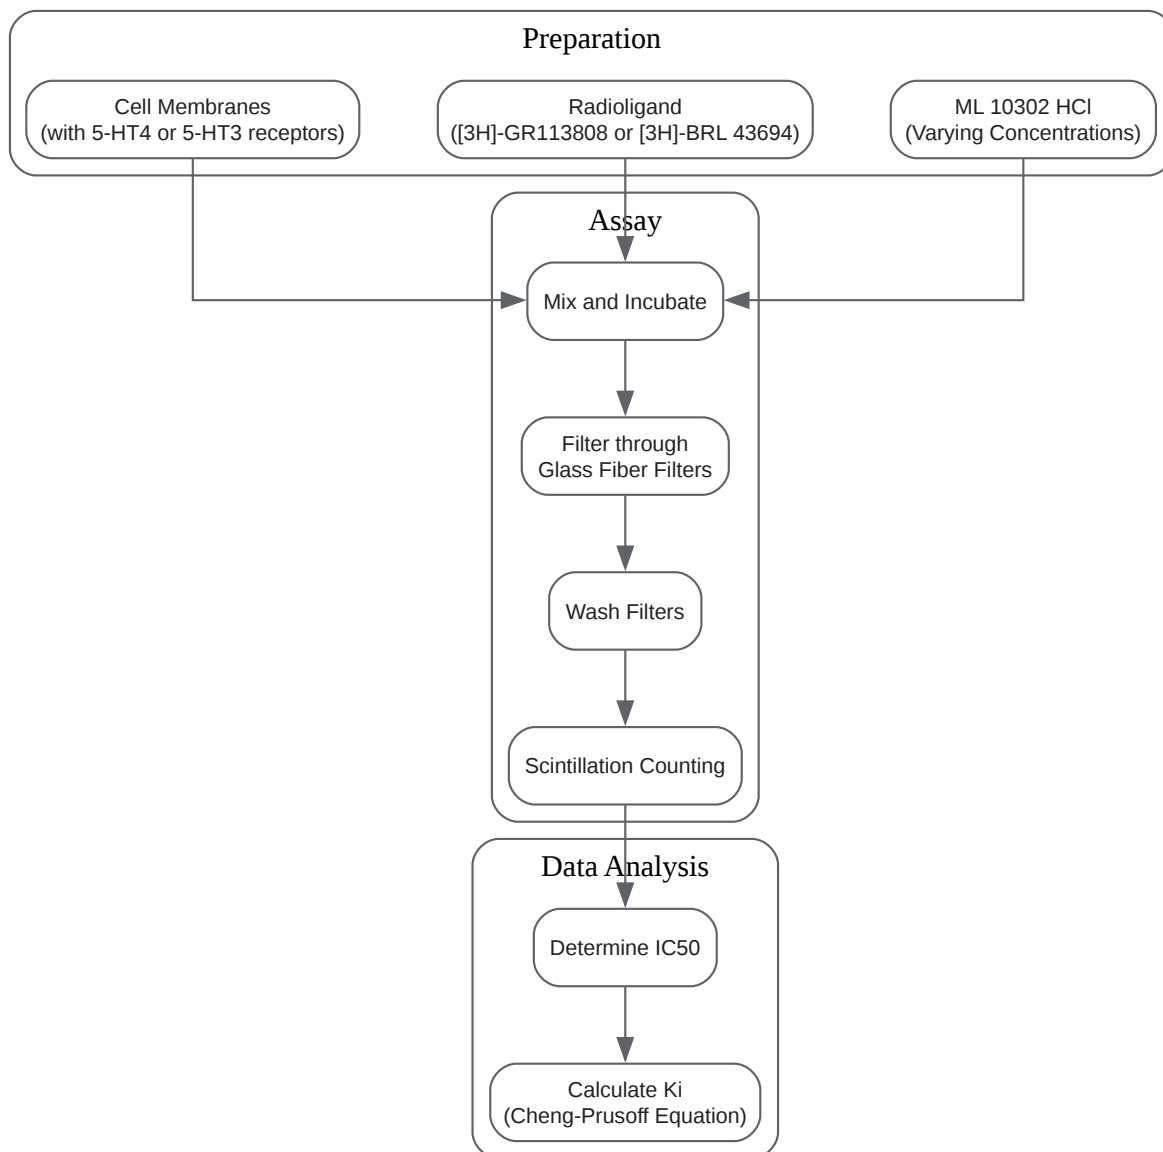 Preparation
Cell Membranes
(with 5-HT4 or 5-HT3 receptors)
Radioligand
([3H]-GR113808 or [3H]-BRL 43694)
ML 10302 HCl
(Varying Concentrations)
Assay
Mix and Incubate
Filter through
Glass Fiber Filters
Wash Filters
Scintillation Counting
Data Analysis
Determine IC50
Calculate Ki
(Cheng-Prusoff Equation)